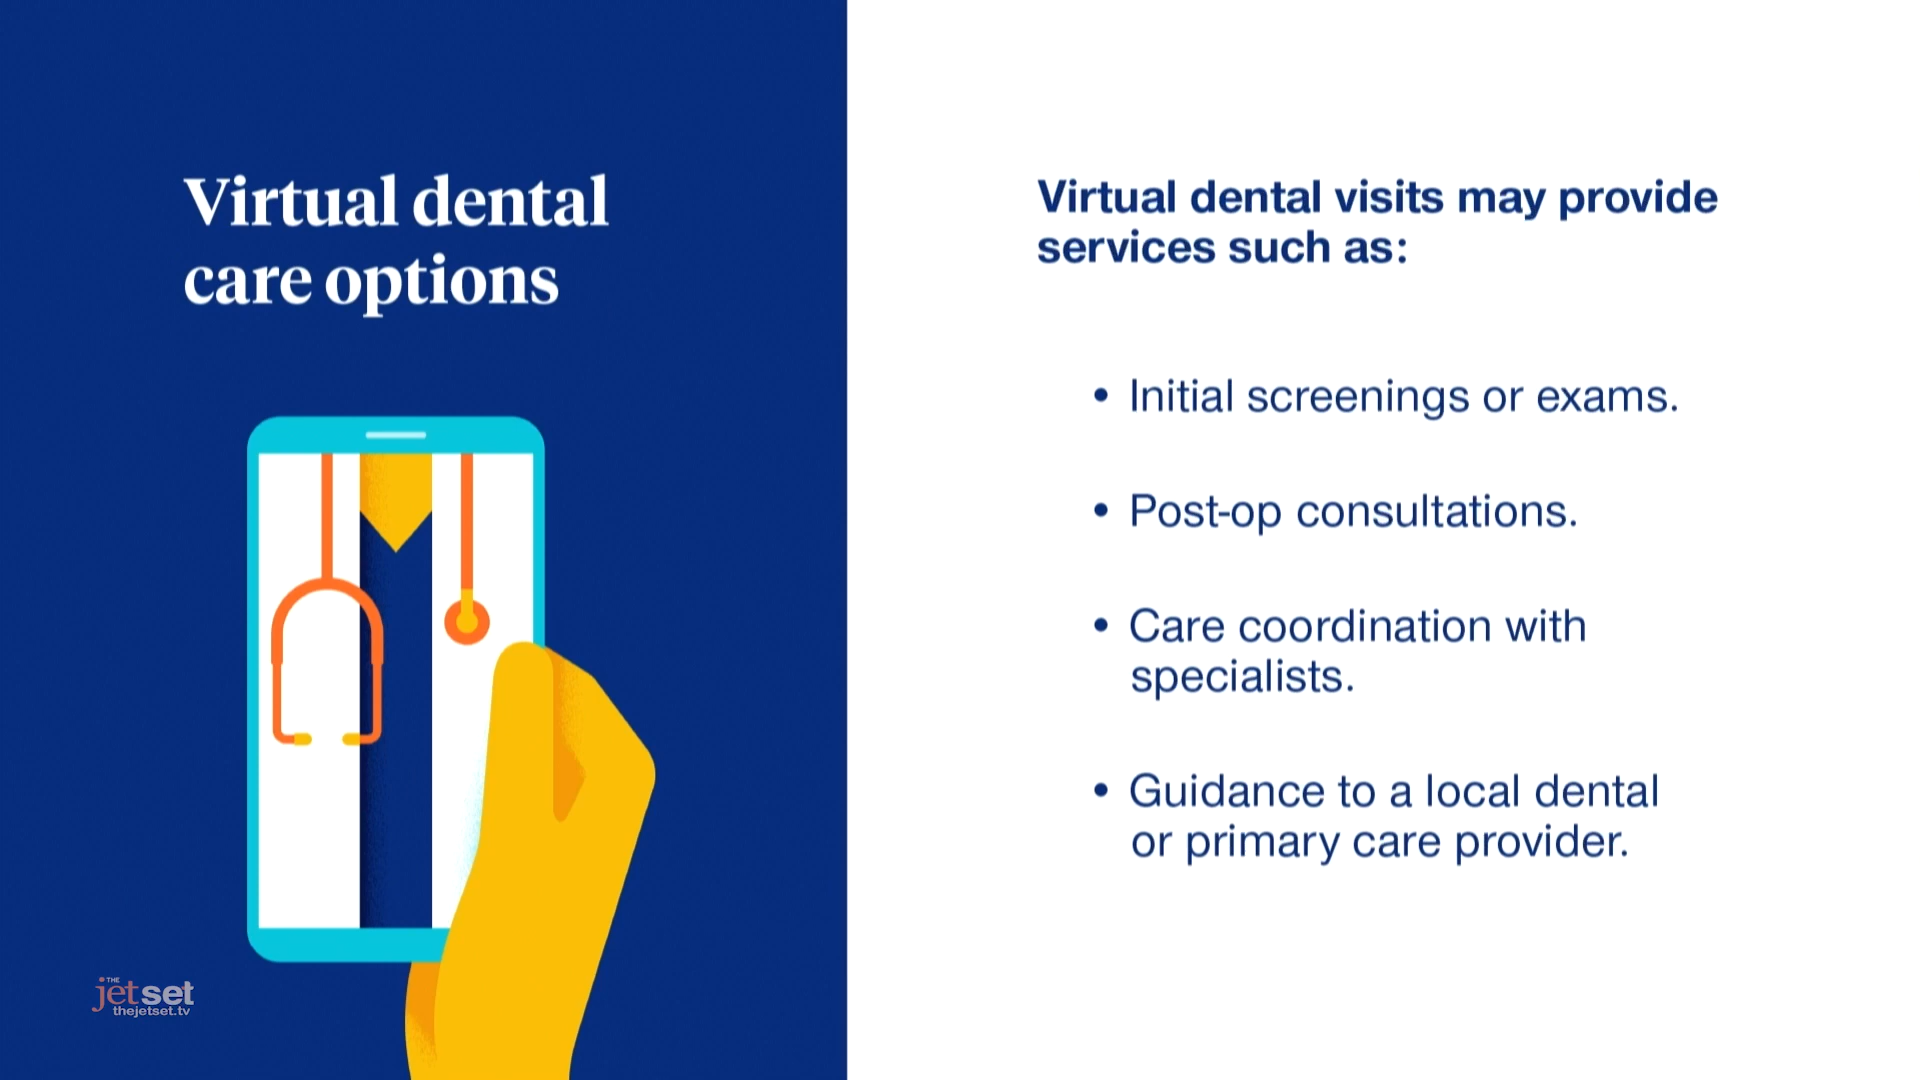 Virtual dental
care options
Virtual dental visits may provide
services such as:
• Initial screenings or exams.
• Post-op consultations.
• Care coordination with
specialists.
• Guidance to a local dental
or primary care provider.
THE
jetset
thejetset.tv